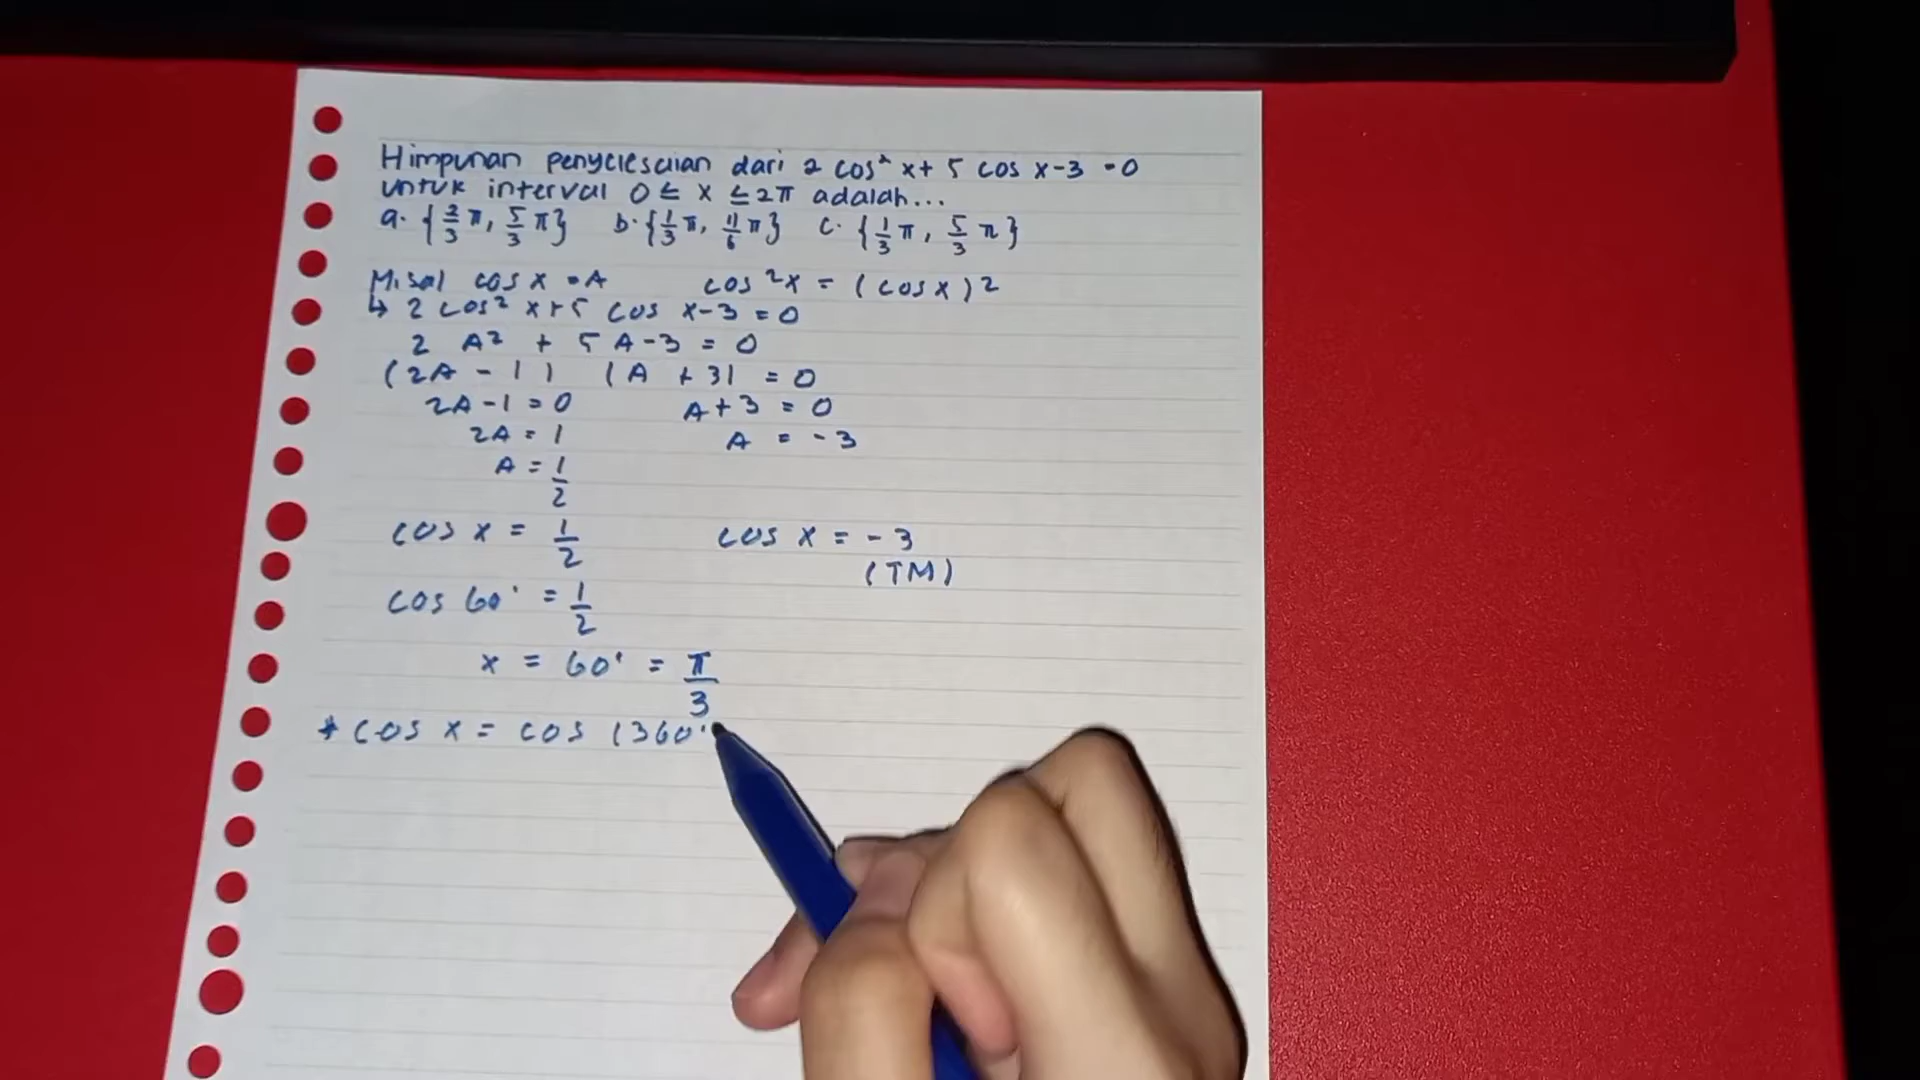 Himpunan penyelesaian dari 2 cos² x + 5 cos x - 3 = 0
untuk interval 0 ≤ x ≤ 2π adalah...
a. {2/3 π, 5/3 π} b. {1/3 π, 11/6 π} c. {1/3 π, 5/3 π}
Misal cos x = A cos ²x = (cos x)2
↳ 2 cos² x + 5 cos x - 3 = 0
2 A² + 5 A - 3 = 0
(2A - 1) (A + 3) = 0
2A - 1 = 0 A + 3 = 0
2A = 1 A = -3
A = 1/2
cos x = 1/2 cos x = -3
(TM)
cos 60° = 1/2
x = 60° = π/3
* cos x = cos (360°